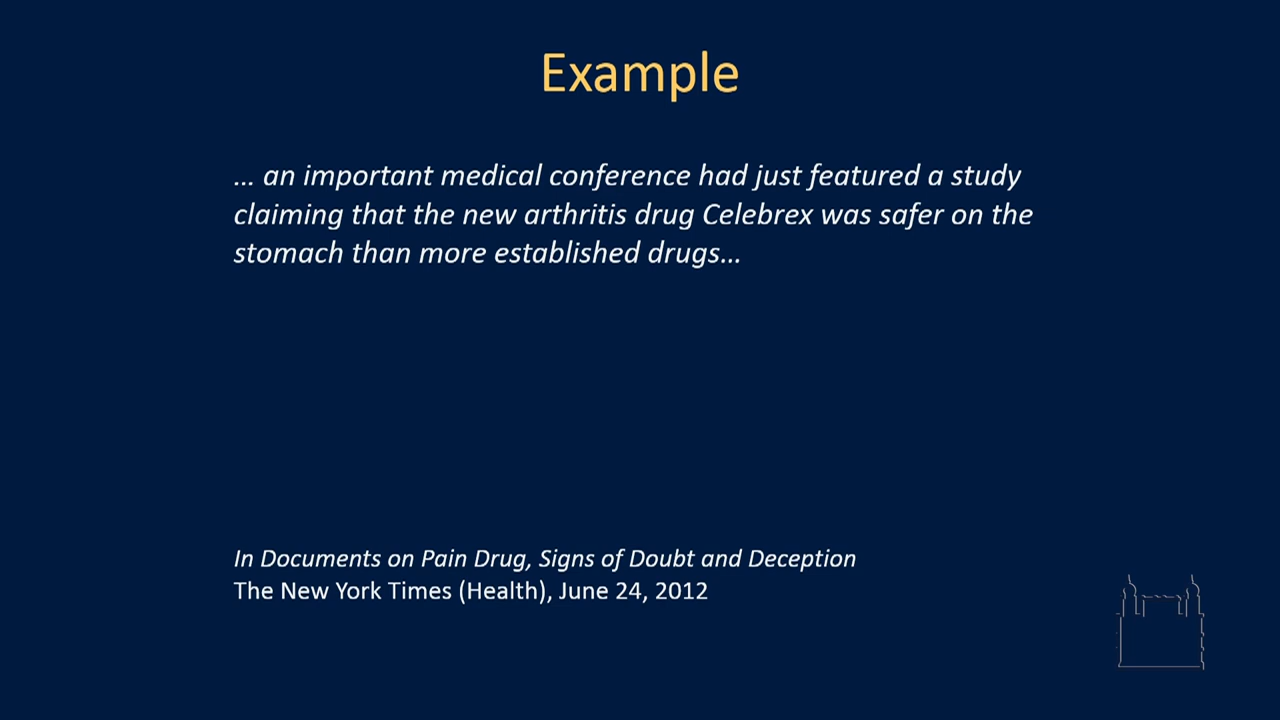 Example
... an important medical conference had just featured a study
claiming that the new arthritis drug Celebrex was safer on the
stomach than more established drugs...
In Documents on Pain Drug, Signs of Doubt and Deception
The New York Times (Health), June 24, 2012